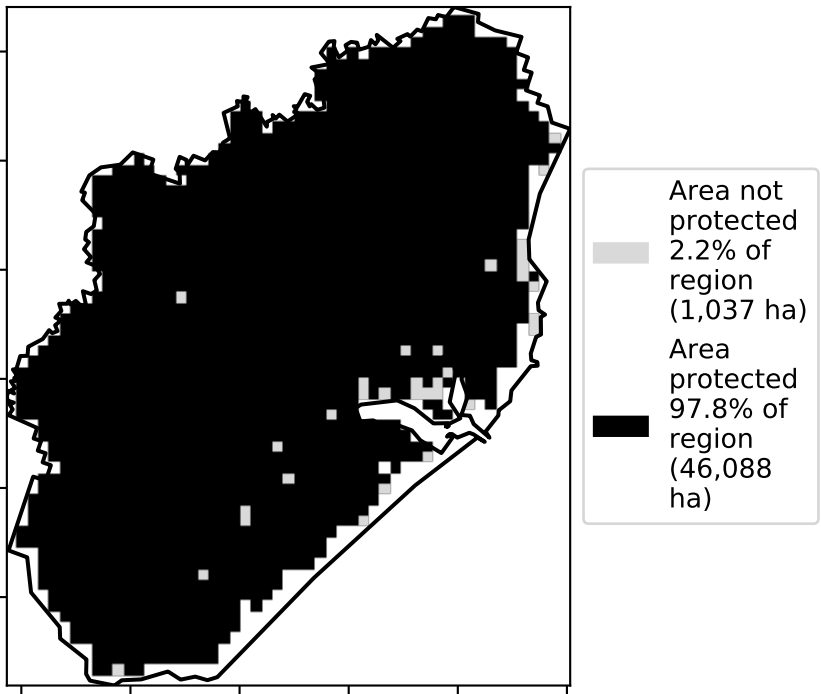 Area not
protected
2.2% of
region
(1,037 ha)
Area
protected
97.8% of
region
(46,088
ha)